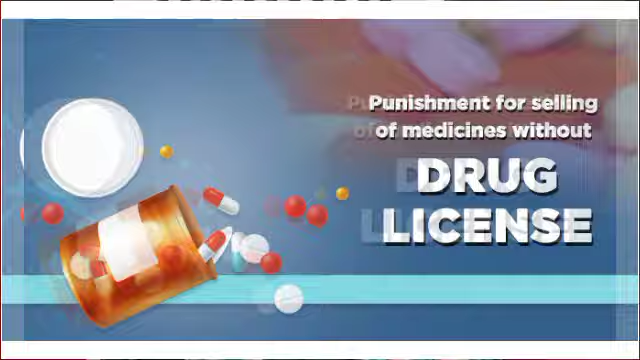 Punishment for selling
of medicines without
DRUG
LICENSE